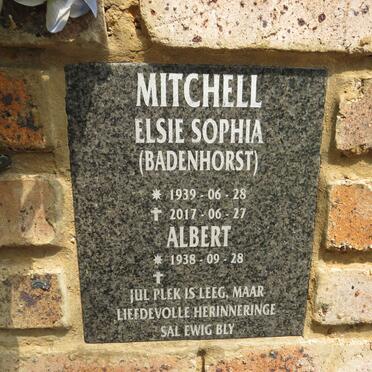 MITCHELL
ELSIE SOPHIA
(BADENHORST)
✷ 1939 - 06 - 28
✝ 2017 - 06 - 27
ALBERT
✷ 1938 - 09 - 28
✝
JUL PLEK IS LEEG, MAAR
LIEFDEVOLLE HERINNERINGE
SAL EWIG BLY